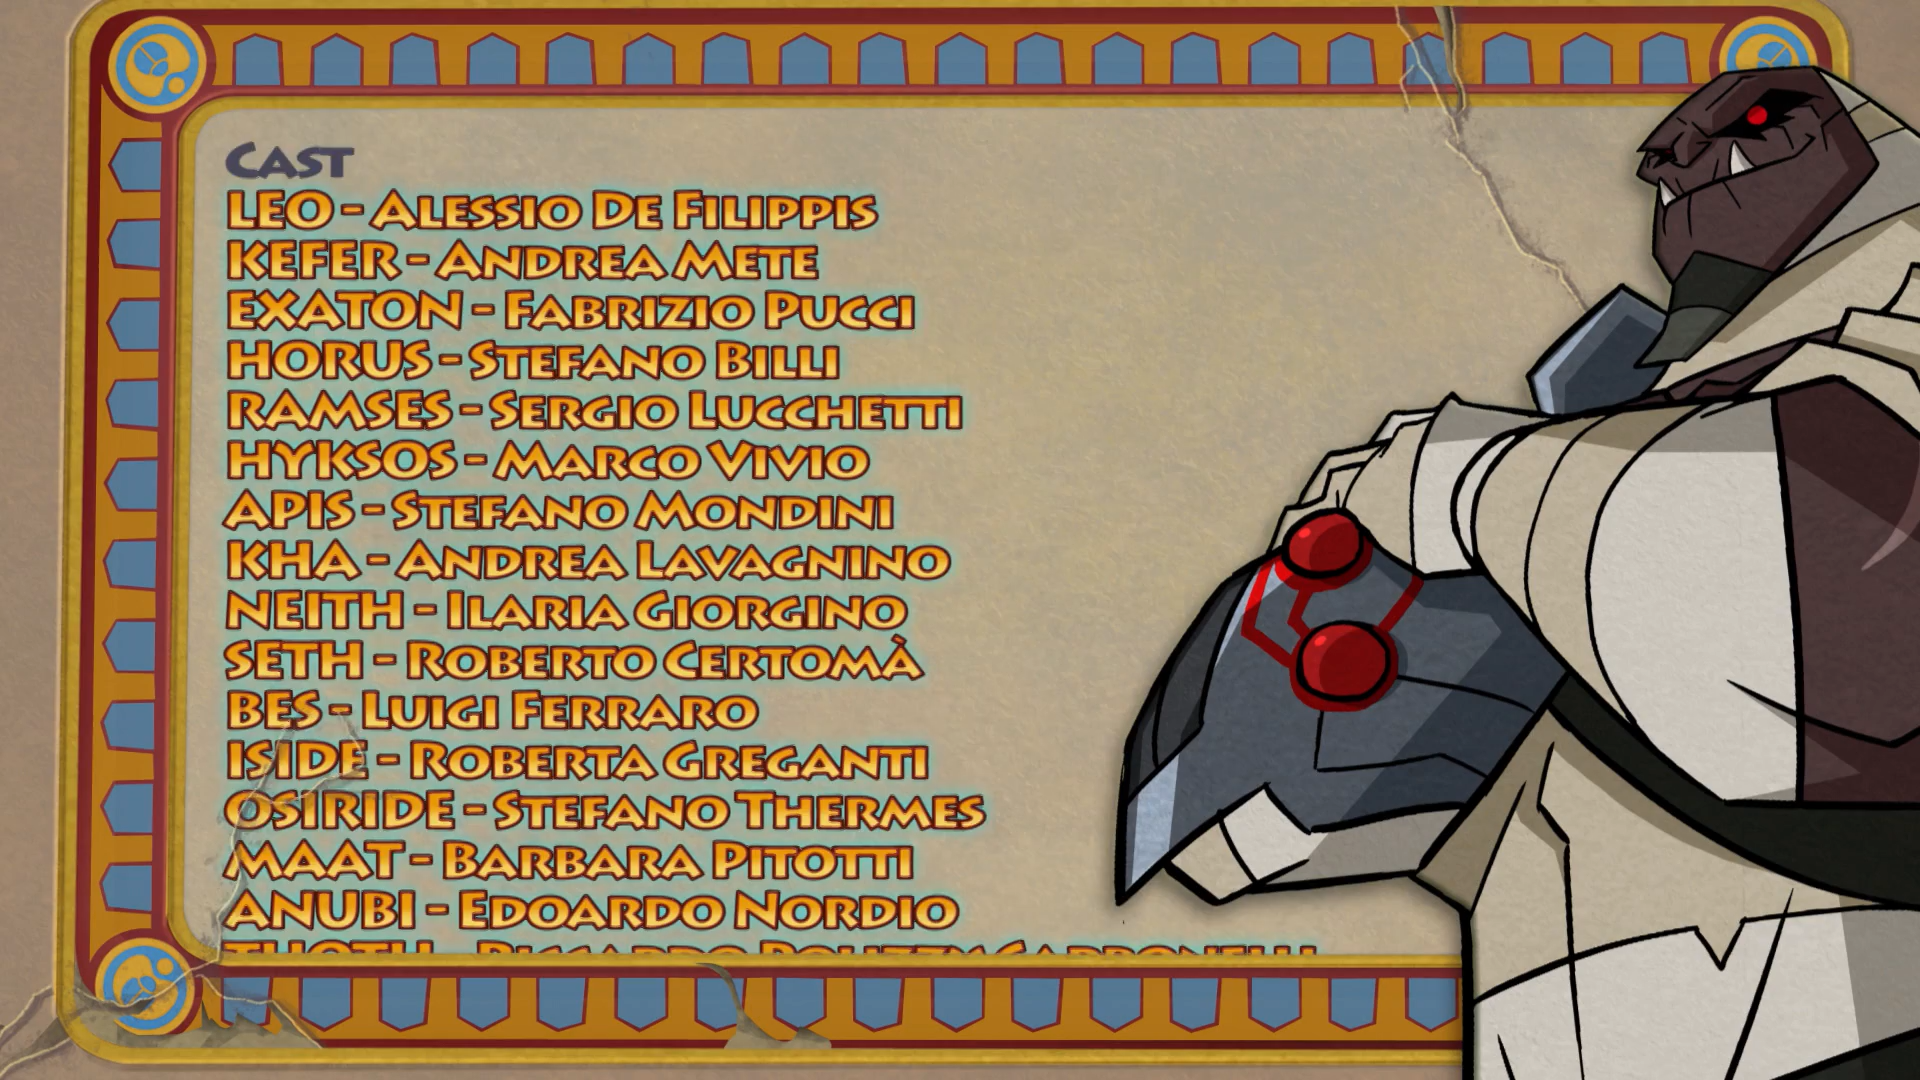 Cast
LEO - Alessio De Filippis
KEFER - Andrea Mete
EXATON - Fabrizio Pucci
HORUS - Stefano Billi
RAMSES - Sergio Lucchetti
HYKSOS - Marco Vivio
APIS - Stefano Mondini
KHA - Andrea Lavagnino
NEITH - Ilaria Giorgino
SETH - Roberto Certomà
BES - Luigi Ferraro
ISIDE - Roberta Greganti
OSIRIDE - Stefano Thermes
MAAT - Barbara Pitotti
ANUBI - Edoardo Nordio
THOTH - Riccardo